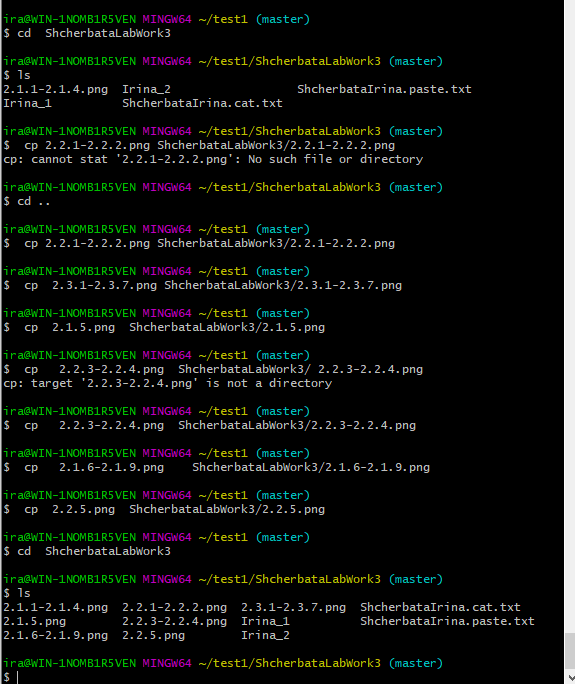 ira@WIN-1NOMB1R5VEN MINGW64 ~/test1 (master)
$ cd  ShcherbataLabWork3
ira@WIN-1NOMB1R5VEN MINGW64 ~/test1/ShcherbataLabWork3 (master)
$ ls
2.1.1-2.1.4.png  Irina_2                  ShcherbataIrina.paste.txt
Irina_1          ShcherbataIrina.cat.txt
ira@WIN-1NOMB1R5VEN MINGW64 ~/test1/ShcherbataLabWork3 (master)
$  cp 2.2.1-2.2.2.png ShcherbataLabWork3/2.2.1-2.2.2.png
cp: cannot stat '2.2.1-2.2.2.png': No such file or directory
ira@WIN-1NOMB1R5VEN MINGW64 ~/test1/ShcherbataLabWork3 (master)
$ cd ..
ira@WIN-1NOMB1R5VEN MINGW64 ~/test1 (master)
$  cp 2.2.1-2.2.2.png ShcherbataLabWork3/2.2.1-2.2.2.png
ira@WIN-1NOMB1R5VEN MINGW64 ~/test1 (master)
$  cp  2.3.1-2.3.7.png ShcherbataLabWork3/2.3.1-2.3.7.png
ira@WIN-1NOMB1R5VEN MINGW64 ~/test1 (master)
$  cp  2.1.5.png  ShcherbataLabWork3/2.1.5.png
ira@WIN-1NOMB1R5VEN MINGW64 ~/test1 (master)
$  cp   2.2.3-2.2.4.png  ShcherbataLabWork3/ 2.2.3-2.2.4.png
cp: target '2.2.3-2.2.4.png' is not a directory
ira@WIN-1NOMB1R5VEN MINGW64 ~/test1 (master)
$  cp   2.2.3-2.2.4.png  ShcherbataLabWork3/2.2.3-2.2.4.png
ira@WIN-1NOMB1R5VEN MINGW64 ~/test1 (master)
$  cp   2.1.6-2.1.9.png    ShcherbataLabWork3/2.1.6-2.1.9.png
ira@WIN-1NOMB1R5VEN MINGW64 ~/test1 (master)
$  cp  2.2.5.png  ShcherbataLabWork3/2.2.5.png
ira@WIN-1NOMB1R5VEN MINGW64 ~/test1 (master)
$ cd  ShcherbataLabWork3
ira@WIN-1NOMB1R5VEN MINGW64 ~/test1/ShcherbataLabWork3 (master)
$ ls
2.1.1-2.1.4.png  2.2.1-2.2.2.png  2.3.1-2.3.7.png  ShcherbataIrina.cat.txt
2.1.5.png        2.2.3-2.2.4.png  Irina_1          ShcherbataIrina.paste.txt
2.1.6-2.1.9.png  2.2.5.png        Irina_2
ira@WIN-1NOMB1R5VEN MINGW64 ~/test1/ShcherbataLabWork3 (master)
$